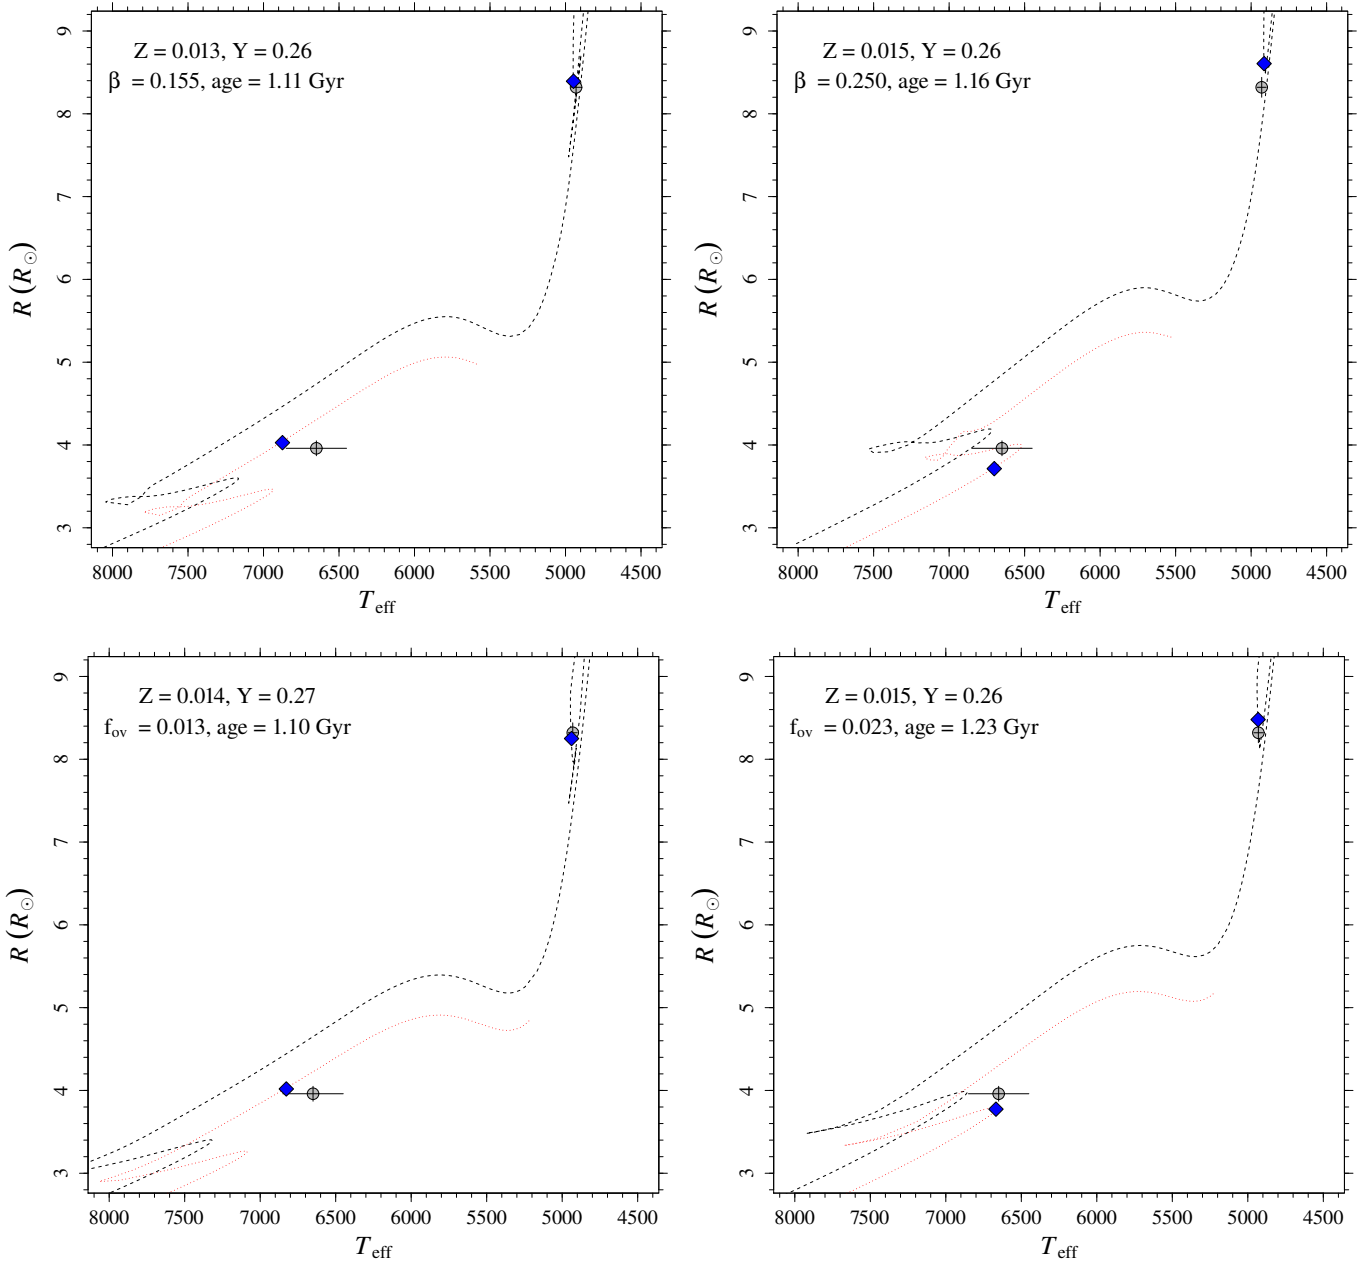 Z = 0.013, Y = 0.26
β = 0.155, age = 1.11 Gyr
R (R☉)
9
8
7
6
5
4
3
8000 7500 7000 6500 6000 5500 5000 4500
Teff
Z = 0.015, Y = 0.26
β = 0.250, age = 1.16 Gyr
R (R☉)
9
8
7
6
5
4
3
8000 7500 7000 6500 6000 5500 5000 4500
Teff
Z = 0.014, Y = 0.27
fov = 0.013, age = 1.10 Gyr
R (R☉)
9
8
7
6
5
4
3
8000 7500 7000 6500 6000 5500 5000 4500
Teff
Z = 0.015, Y = 0.26
fov = 0.023, age = 1.23 Gyr
R (R☉)
9
8
7
6
5
4
3
8000 7500 7000 6500 6000 5500 5000 4500
Teff